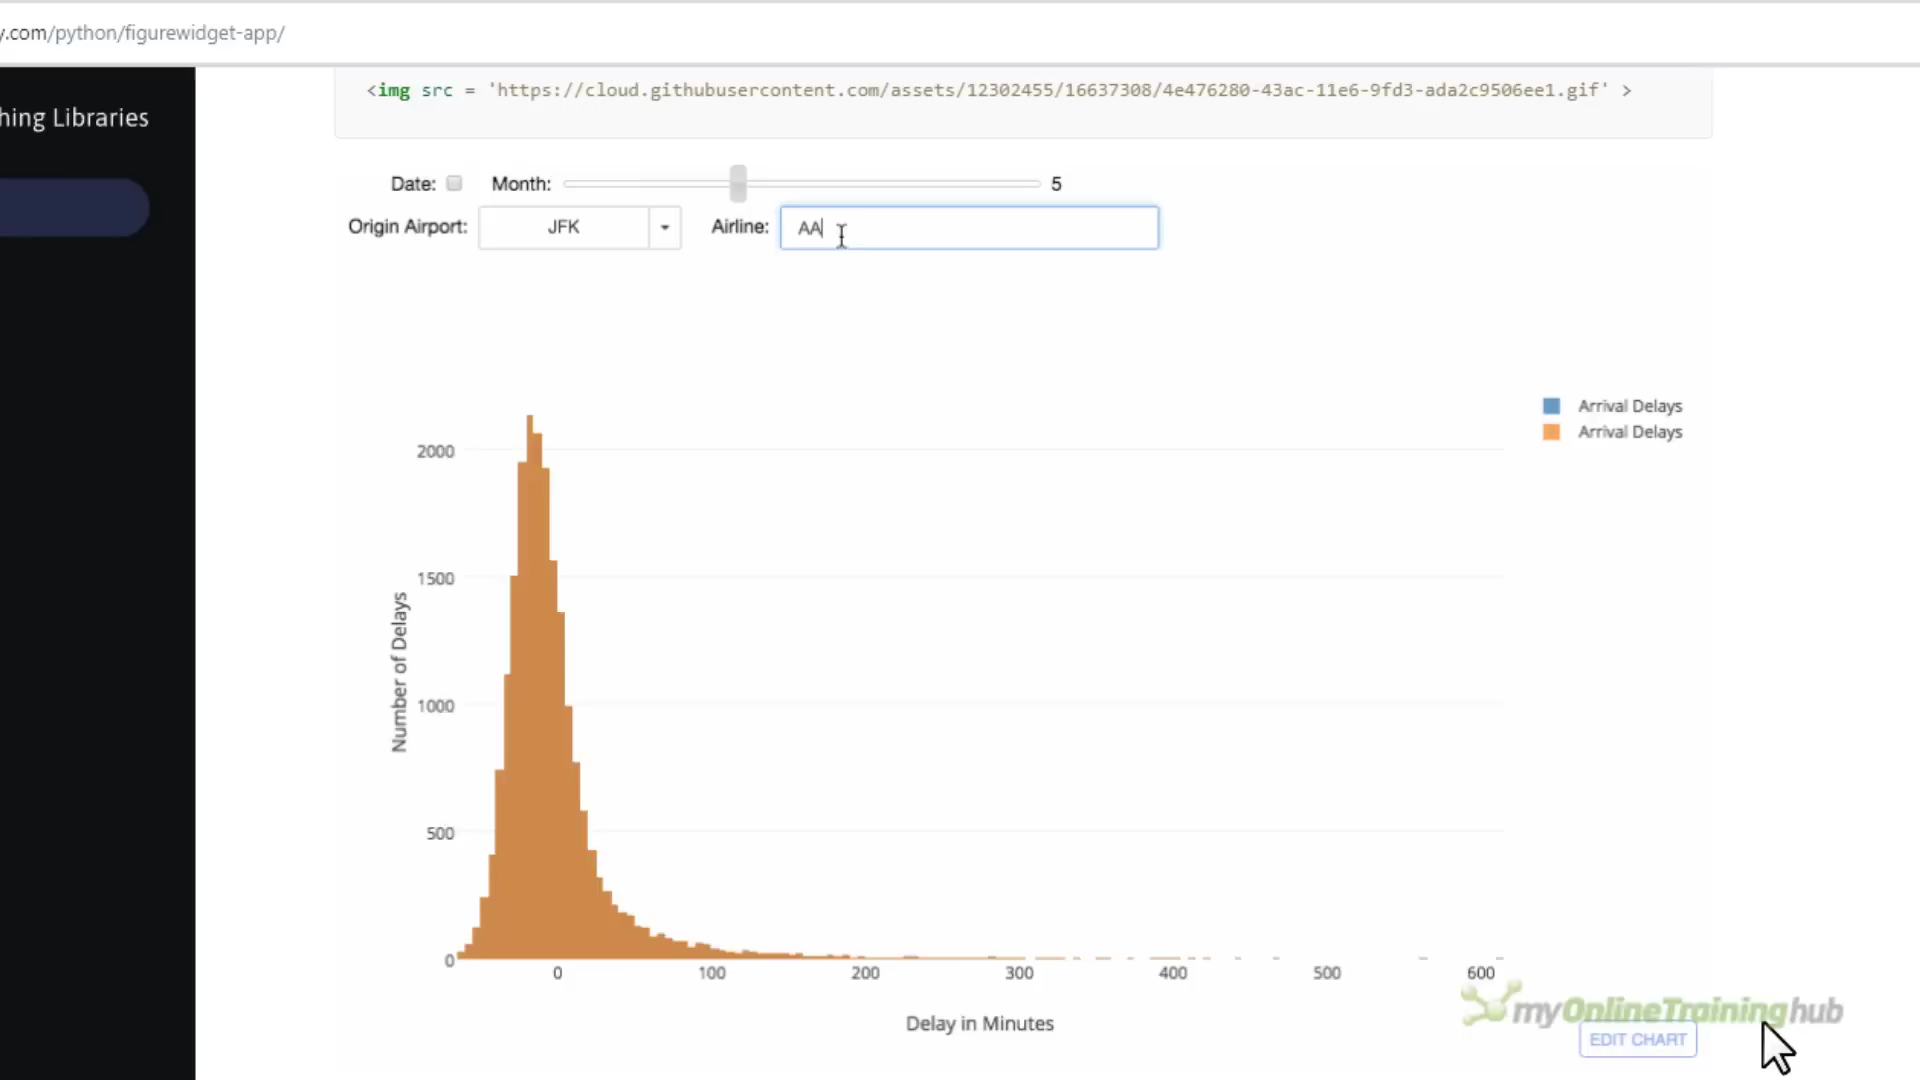 y.com/python/figurewidget-app/
<img src = 'https://cloud.githubusercontent.com/assets/12302455/16637308/4e476280-43ac-11e6-9fd3-ada2c9506ee1.gif' >
hing Libraries
Date: Month: 5
Origin Airport: JFK Airline: AA
Arrival Delays
Arrival Delays
2000
1500
1000
500
0
Number of Delays
0 100 200 300 400 500 600
Delay in Minutes
myOnlineTraininghub
EDIT CHART